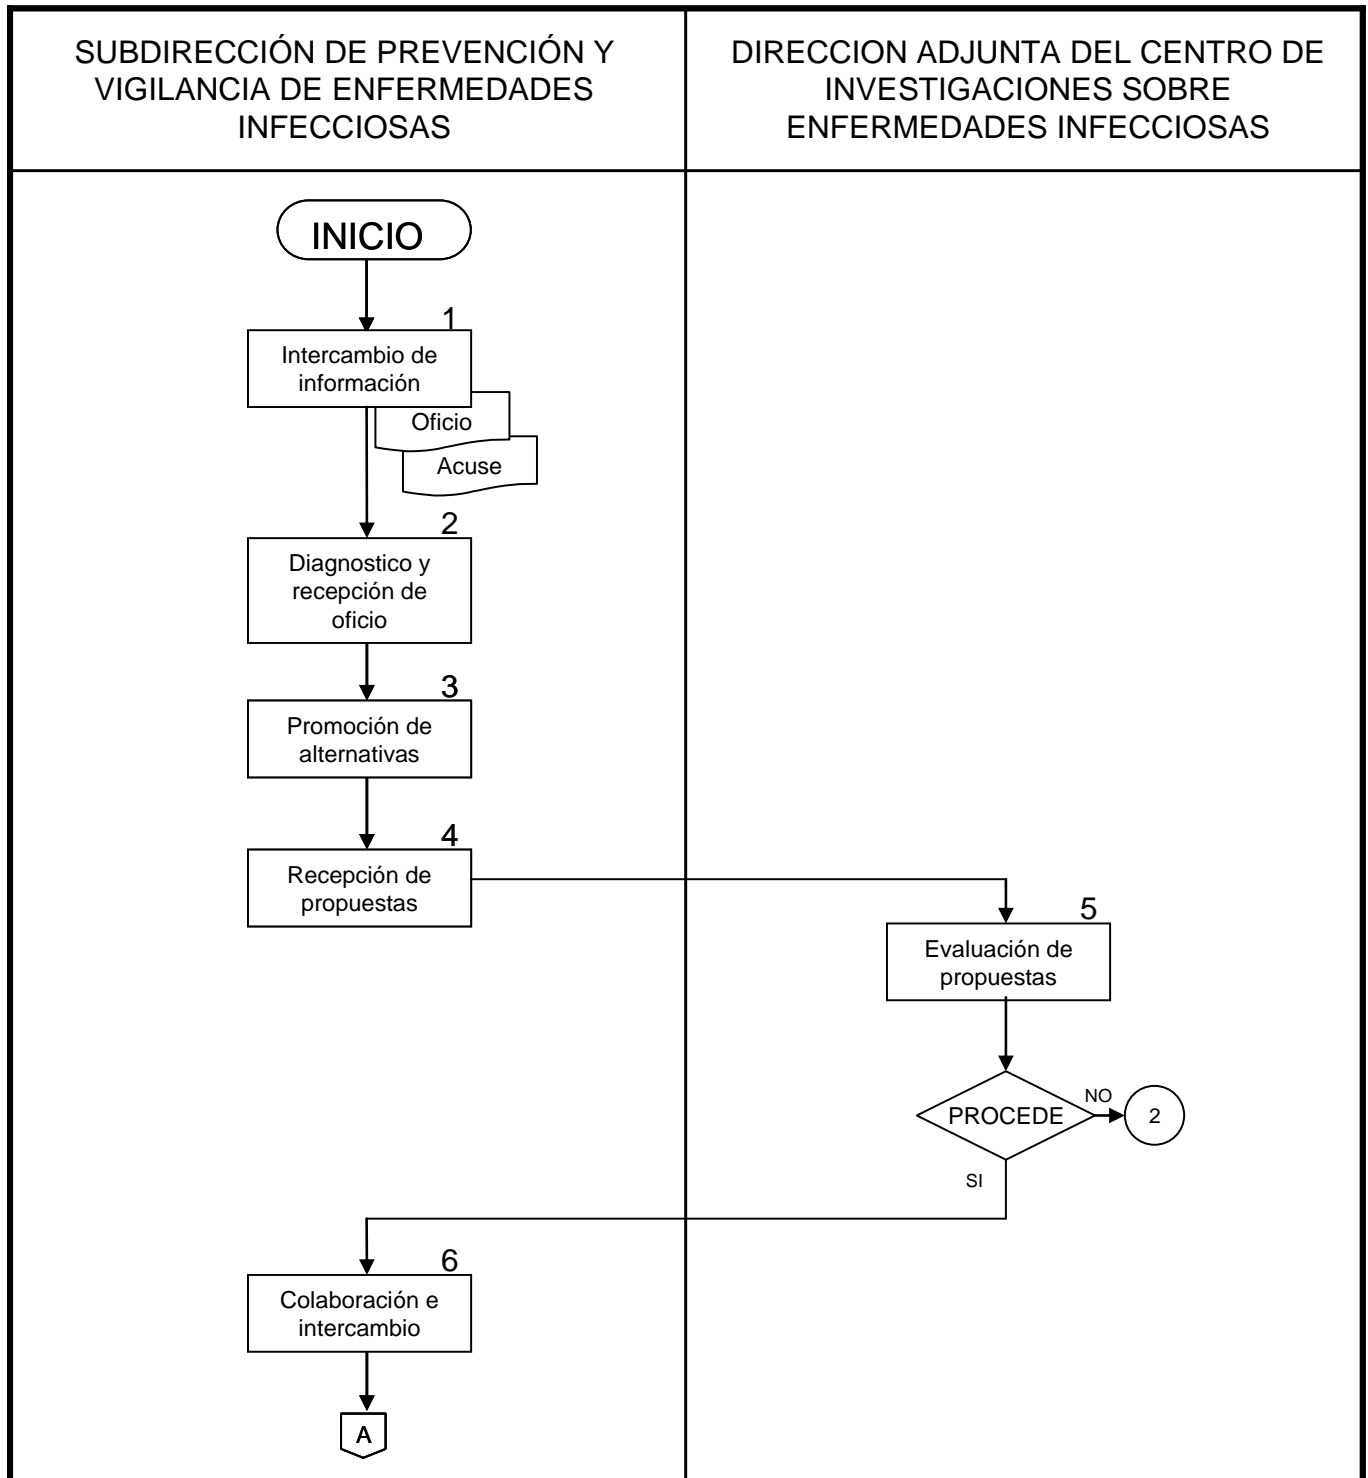 SUBDIRECCIÓN DE PREVENCIÓN Y
VIGILANCIA DE ENFERMEDADES
INFECCIOSAS
DIRECCION ADJUNTA DEL CENTRO DE
INVESTIGACIONES SOBRE
ENFERMEDADES INFECCIOSAS
INICIO
1
Intercambio de
información
Oficio
Acuse
2
Diagnostico y
recepción de
oficio
3
Promoción de
alternativas
4
Recepción de
propuestas
5
Evaluación de
propuestas
PROCEDE
NO
2
SI
6
Colaboración e
intercambio
A